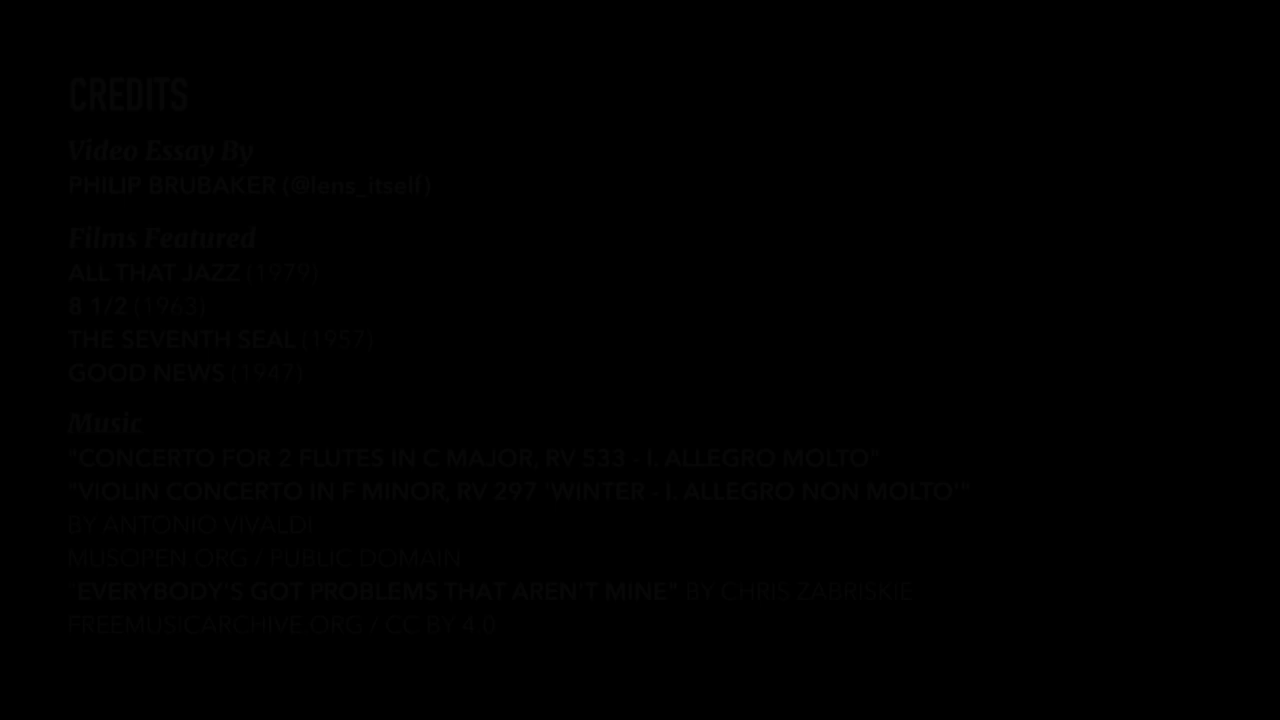 CREDITS
Video Essay By
PHILIP BRUBAKER (@lens_itself)
Films Featured
ALL THAT JAZZ (1979)
8 1/2 (1963)
THE SEVENTH SEAL (1957)
GOOD NEWS (1947)
Music
"CONCERTO FOR 2 FLUTES IN C MAJOR, RV 533 - I. ALLEGRO MOLTO"
"VIOLIN CONCERTO IN F MINOR, RV 297 'WINTER - I. ALLEGRO NON MOLTO'"
BY ANTONIO VIVALDI
MUSOPEN.ORG / PUBLIC DOMAIN
"EVERYBODY'S GOT PROBLEMS THAT AREN'T MINE" BY CHRIS ZABRISKIE
FREEMUSICARCHIVE.ORG / CC BY 4.0